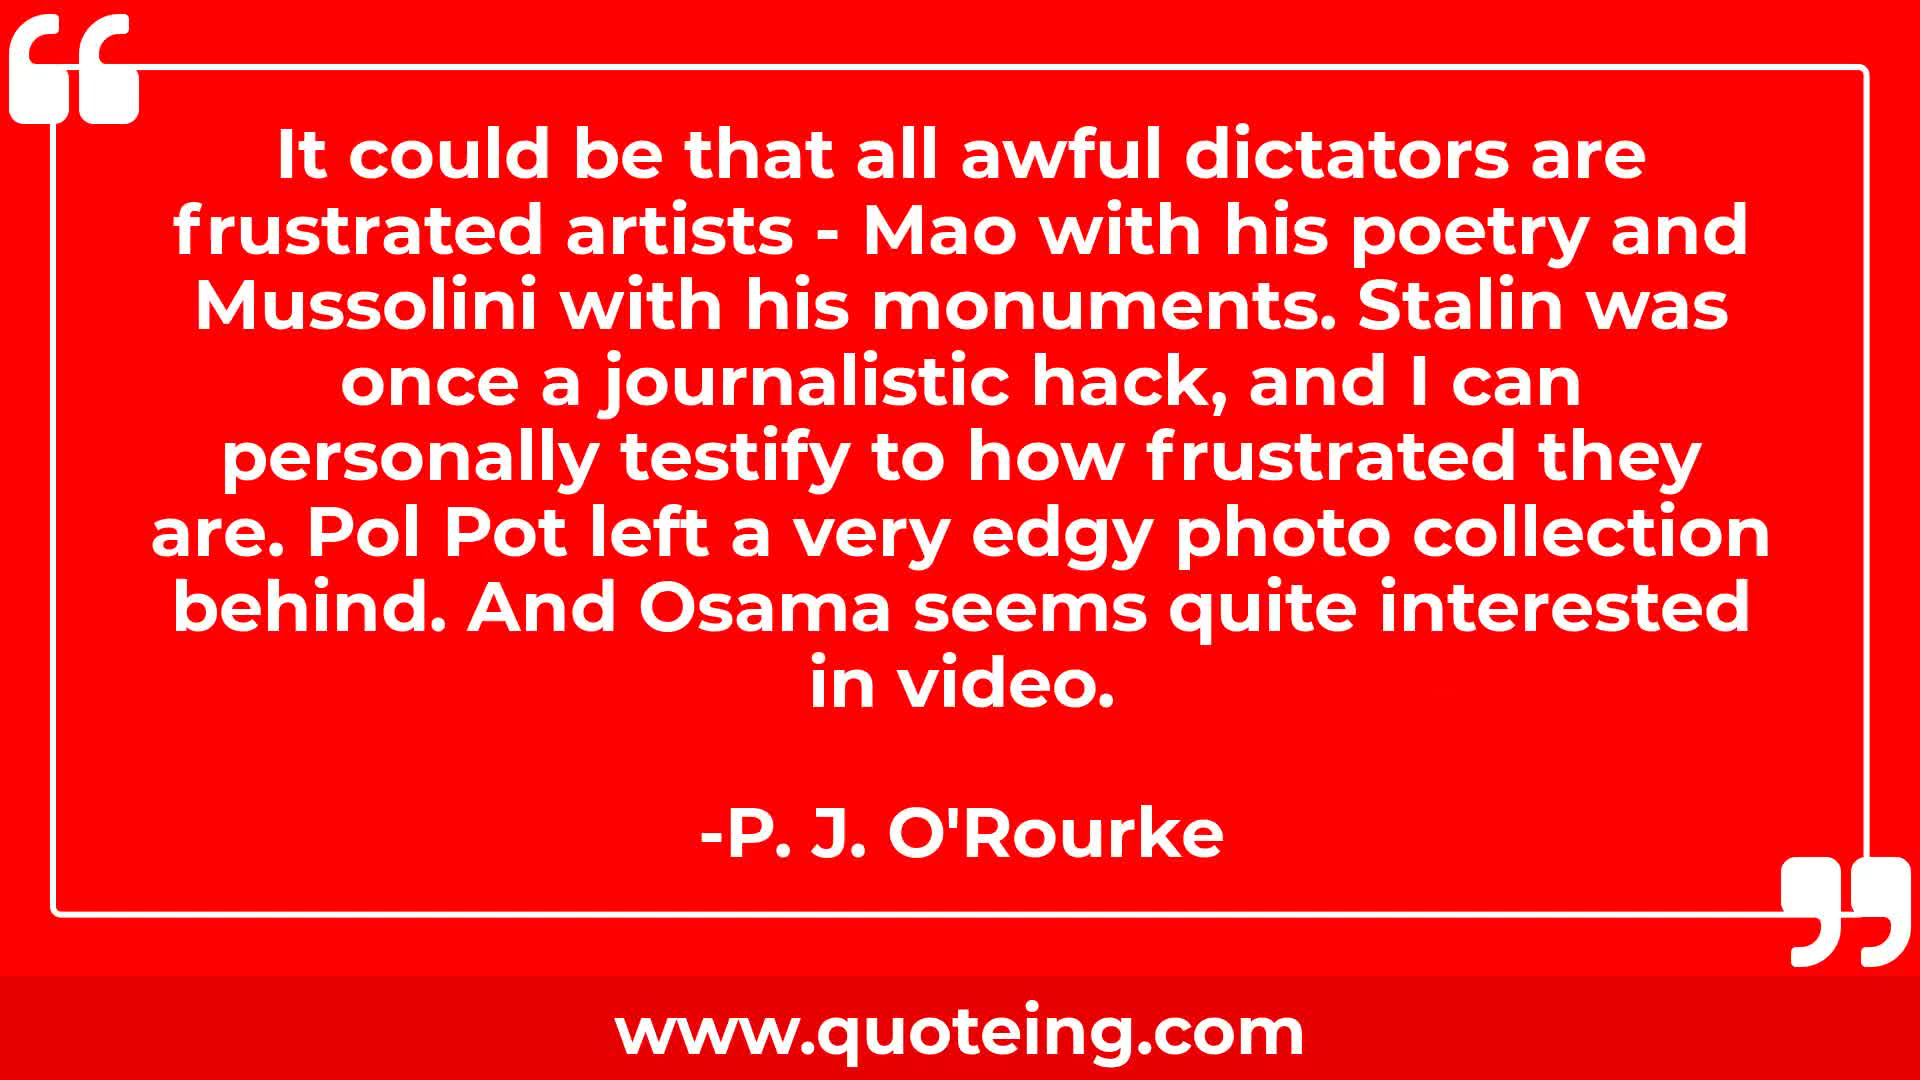 It could be that all awful dictators are
frustrated artists - Mao with his poetry and
Mussolini with his monuments. Stalin was
once a journalistic hack, and I can
personally testify to how frustrated they
are. Pol Pot left a very edgy photo collection
behind. And Osama seems quite interested
in video.
-P. J. O'Rourke
www.quoteing.com